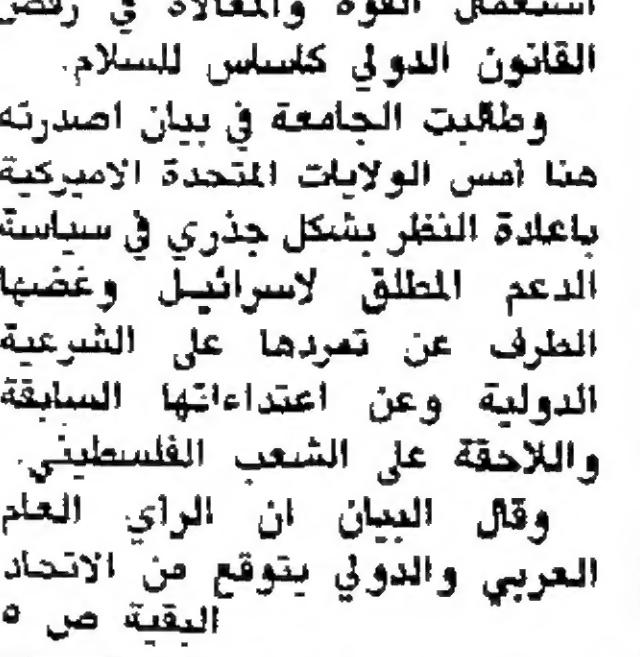 استعمال القوة والمغالاة في رفض
القانون الدولي كاساس للسلام.
وطالبت الجامعة في بيان اصدرته
هنا امس الولايات المتحدة الاميركية
باعادة النظر بشكل جذري في سياسة
الدعم المطلق لاسرائيل وغضها
الطرف عن تمردها على الشرعية
الدولية وعن اعتداءاتها السابقة
واللاحقة على الشعب الفلسطيني.
وقال البيان ان الراي العام
العربي والدولي يتوقع من الاتحاد
البقية ص ٥